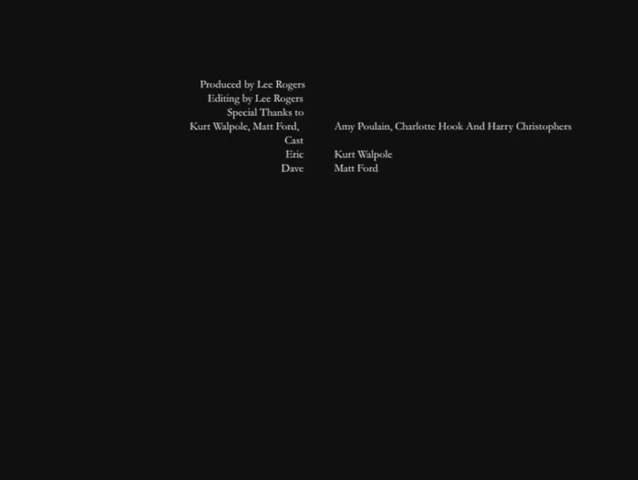 Produced by Lee Rogers
Editing by Lee Rogers
Special Thanks to
Kurt Walpole, Matt Ford, Amy Poulain, Charlotte Hook And Harry Christophers
Cast
Eric Kurt Walpole
Dave Matt Ford